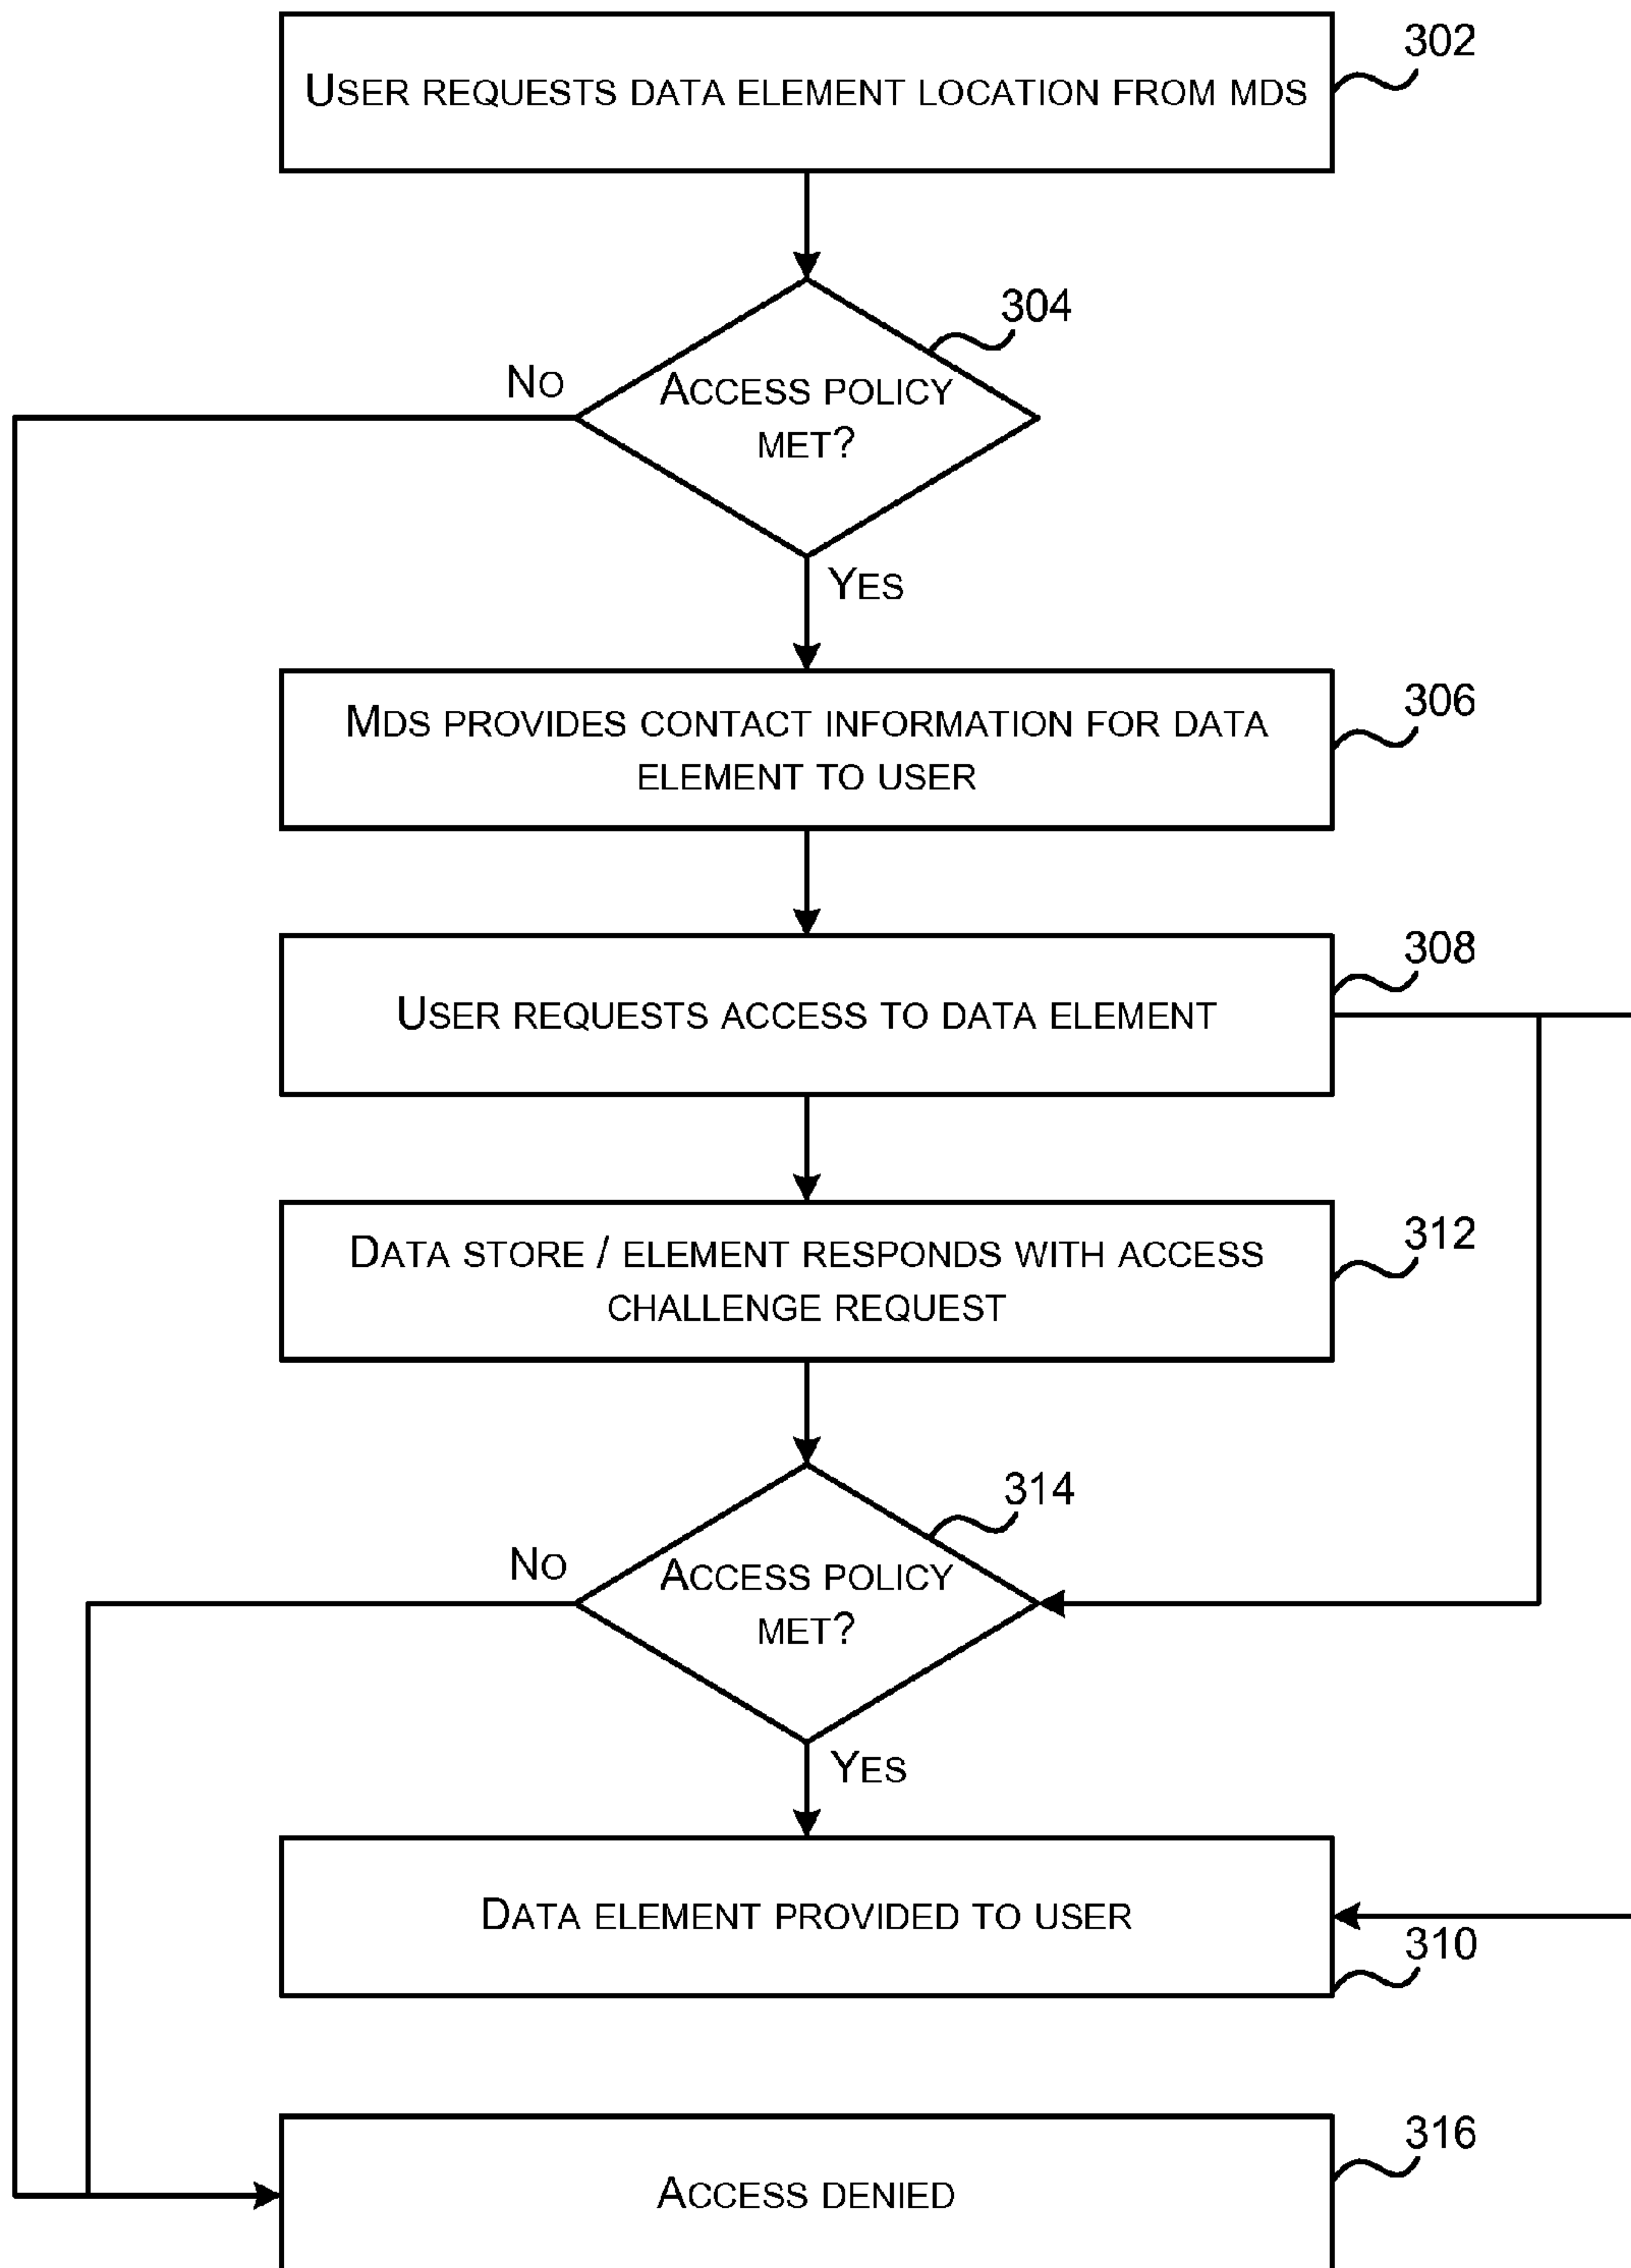 USER REQUESTS DATA ELEMENT LOCATION FROM MDS
302
304
NO
ACCESS POLICY
MET?
YES
MDS PROVIDES CONTACT INFORMATION FOR DATA
ELEMENT TO USER
306
USER REQUESTS ACCESS TO DATA ELEMENT
308
DATA STORE / ELEMENT RESPONDS WITH ACCESS
CHALLENGE REQUEST
312
314
NO
ACCESS POLICY
MET?
YES
DATA ELEMENT PROVIDED TO USER
310
ACCESS DENIED
316